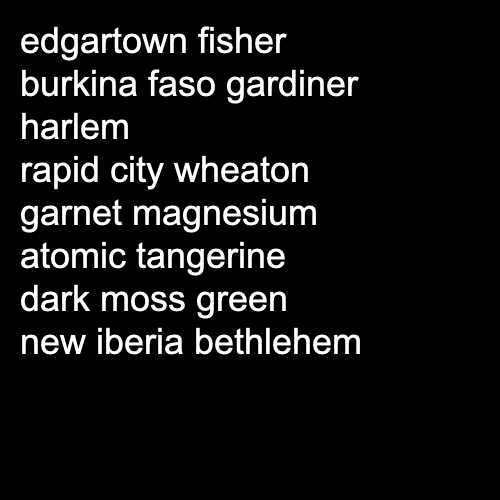 edgartown fisher
burkina faso gardiner
harlem
rapid city wheaton
garnet magnesium
atomic tangerine
dark moss green
new iberia bethlehem